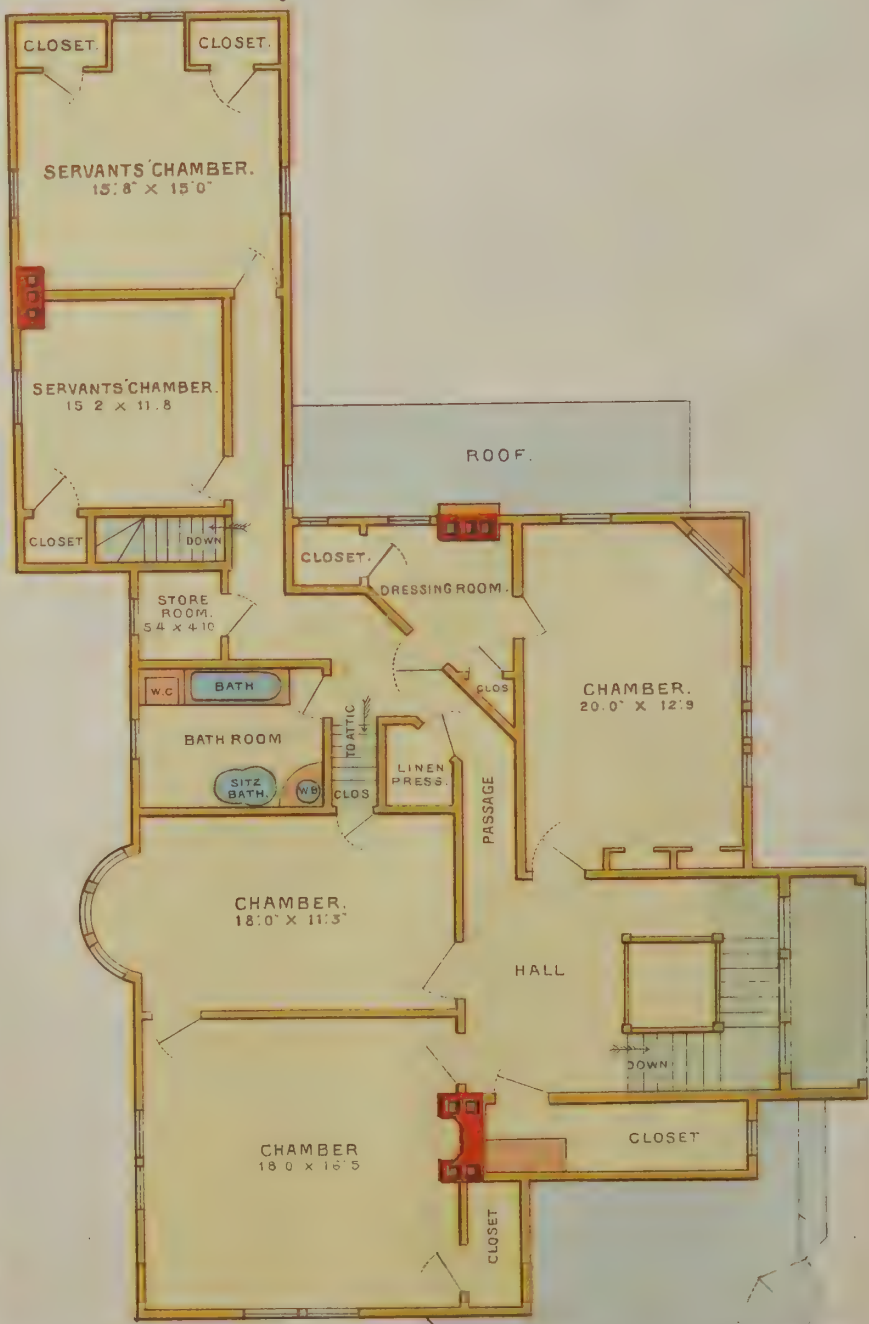 CLOSET.
CLOSET.
SERVANTS' CHAMBER.
15'.8" X 15'0"
SERVANTS' CHAMBER.
15 2 X 11.8
ROOF.
CLOSET
DOWN
CLOSET.
DRESSING ROOM.
STORE
ROOM.
5.4 X 4.10
CLOS
W.C
BATH
CHAMBER.
20.0" X 12'.9
BATH ROOM
TO ATTIC
LINEN
PRESS.
SITZ
BATH.
WB
CLOS
PASSAGE
CHAMBER.
18'.0" X 11'.3"
HALL
DOWN
CHAMBER
18 0 X 16'5
CLOSET
CLOSET